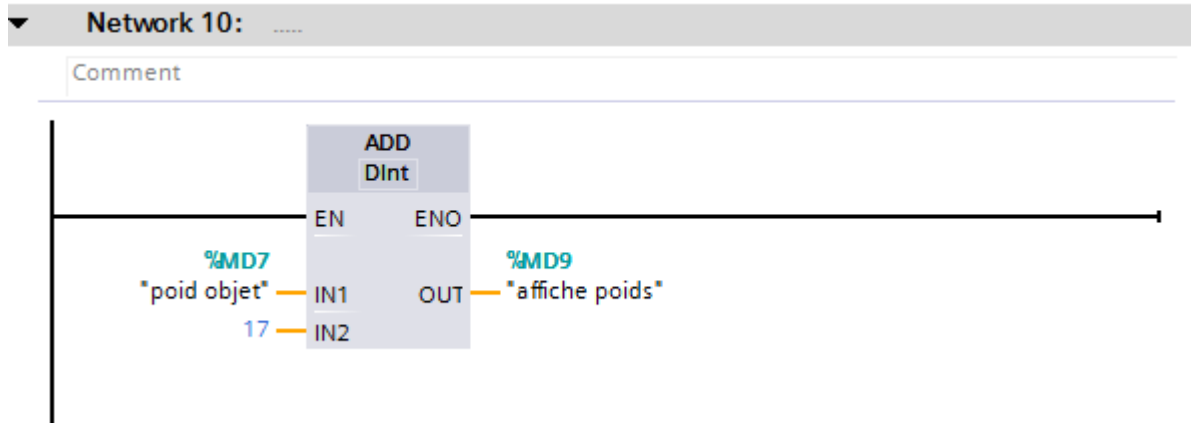 Network 10: .....
Comment
ADD
DInt
EN ENO
%MD7 %MD9
"poid objet" IN1 OUT "affiche poids"
17 IN2